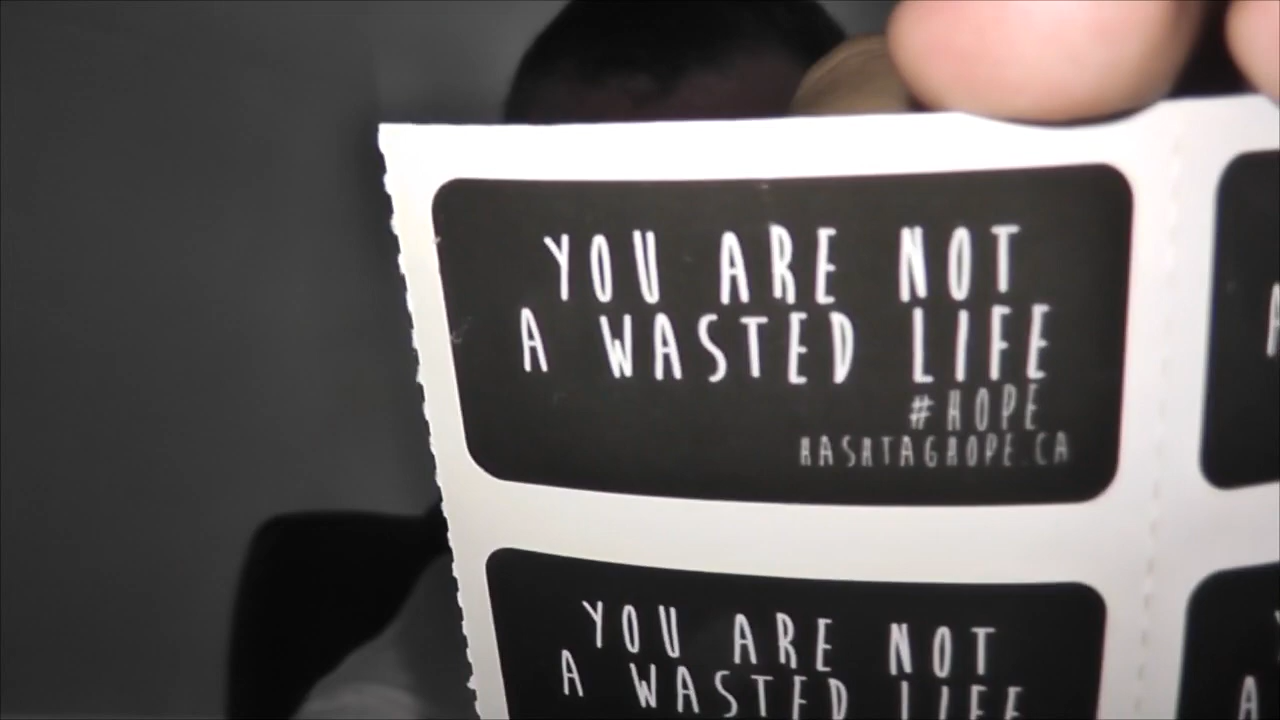 YOU ARE NOT
A WASTED LIFE
#HOPE
HASHTAGHOPE.CA
YOU ARE NOT
A WASTED LIFE
A